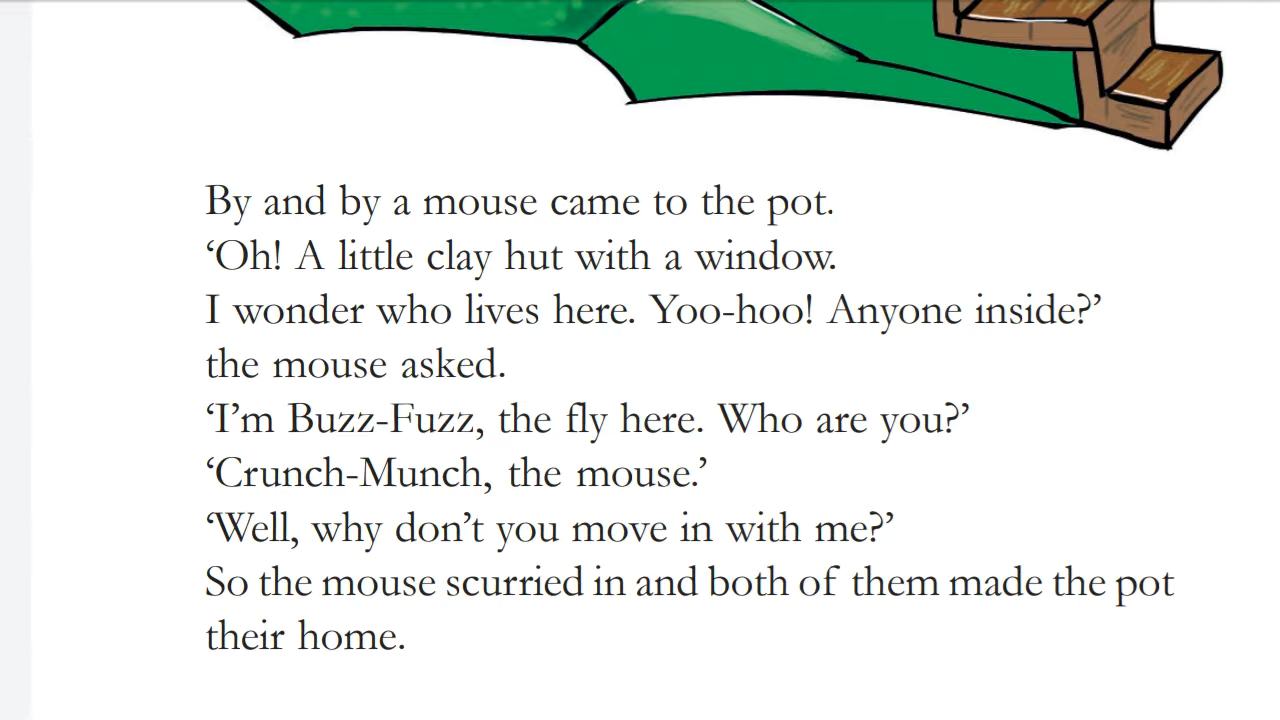 By and by a mouse came to the pot.
‘Oh! A little clay hut with a window.
I wonder who lives here. Yoo-hoo! Anyone inside?’
the mouse asked.
‘I’m Buzz-Fuzz, the fly here. Who are you?’
‘Crunch-Munch, the mouse.’
‘Well, why don’t you move in with me?’
So the mouse scurried in and both of them made the pot
their home.